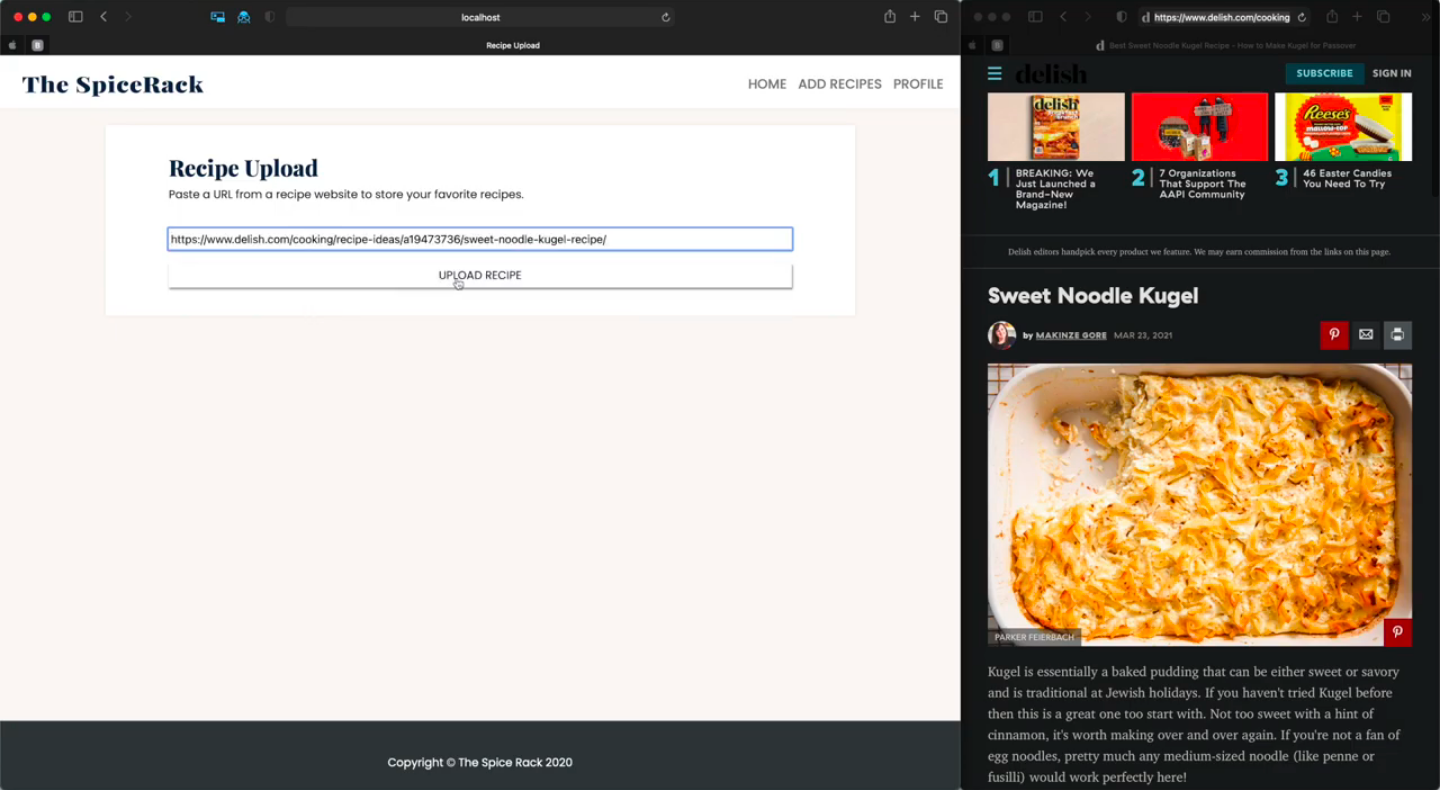 localhost
Recipe Upload
The SpiceRack
HOME ADD RECIPES PROFILE
Recipe Upload
Paste a URL from a recipe website to store your favorite recipes.
https://www.delish.com/cooking/recipe-ideas/a19473736/sweet-noodle-kugel-recipe/
UPLOAD RECIPE
Copyright © The Spice Rack 2020
https://www.delish.com/cooking
d Best Sweet Noodle Kugel Recipe - How to Make Kugel for Passover
delish
SUBSCRIBE SIGN IN
delish
Reese's
mallow-top
1
BREAKING: We
Just Launched a
Brand-New
Magazine!
2
7 Organizations
That Support The
AAPI Community
3
46 Easter Candies
You Need To Try
Delish editors handpick every product we feature. We may earn commission from the links on this page.
Sweet Noodle Kugel
by MAKINZE GORE MAR 23, 2021
PARKER FEIERBACH
Kugel is essentially a baked pudding that can be either sweet or savory
and is traditional at Jewish holidays. If you haven't tried Kugel before
then this is a great one too start with. Not too sweet with a hint of
cinnamon, it's worth making over and over again. If you're not a fan of
egg noodles, pretty much any medium-sized noodle (like penne or
fusilli) would work perfectly here!